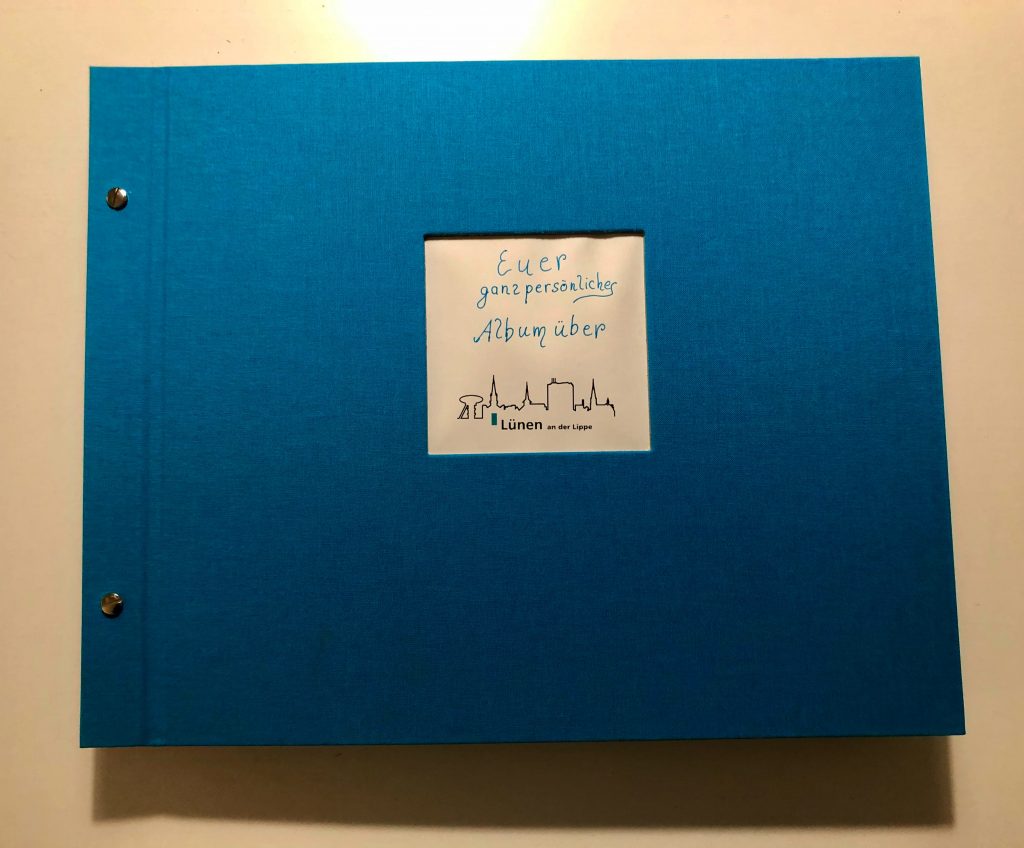 Euer
ganz persönliches
Album über
Lünen an der Lippe